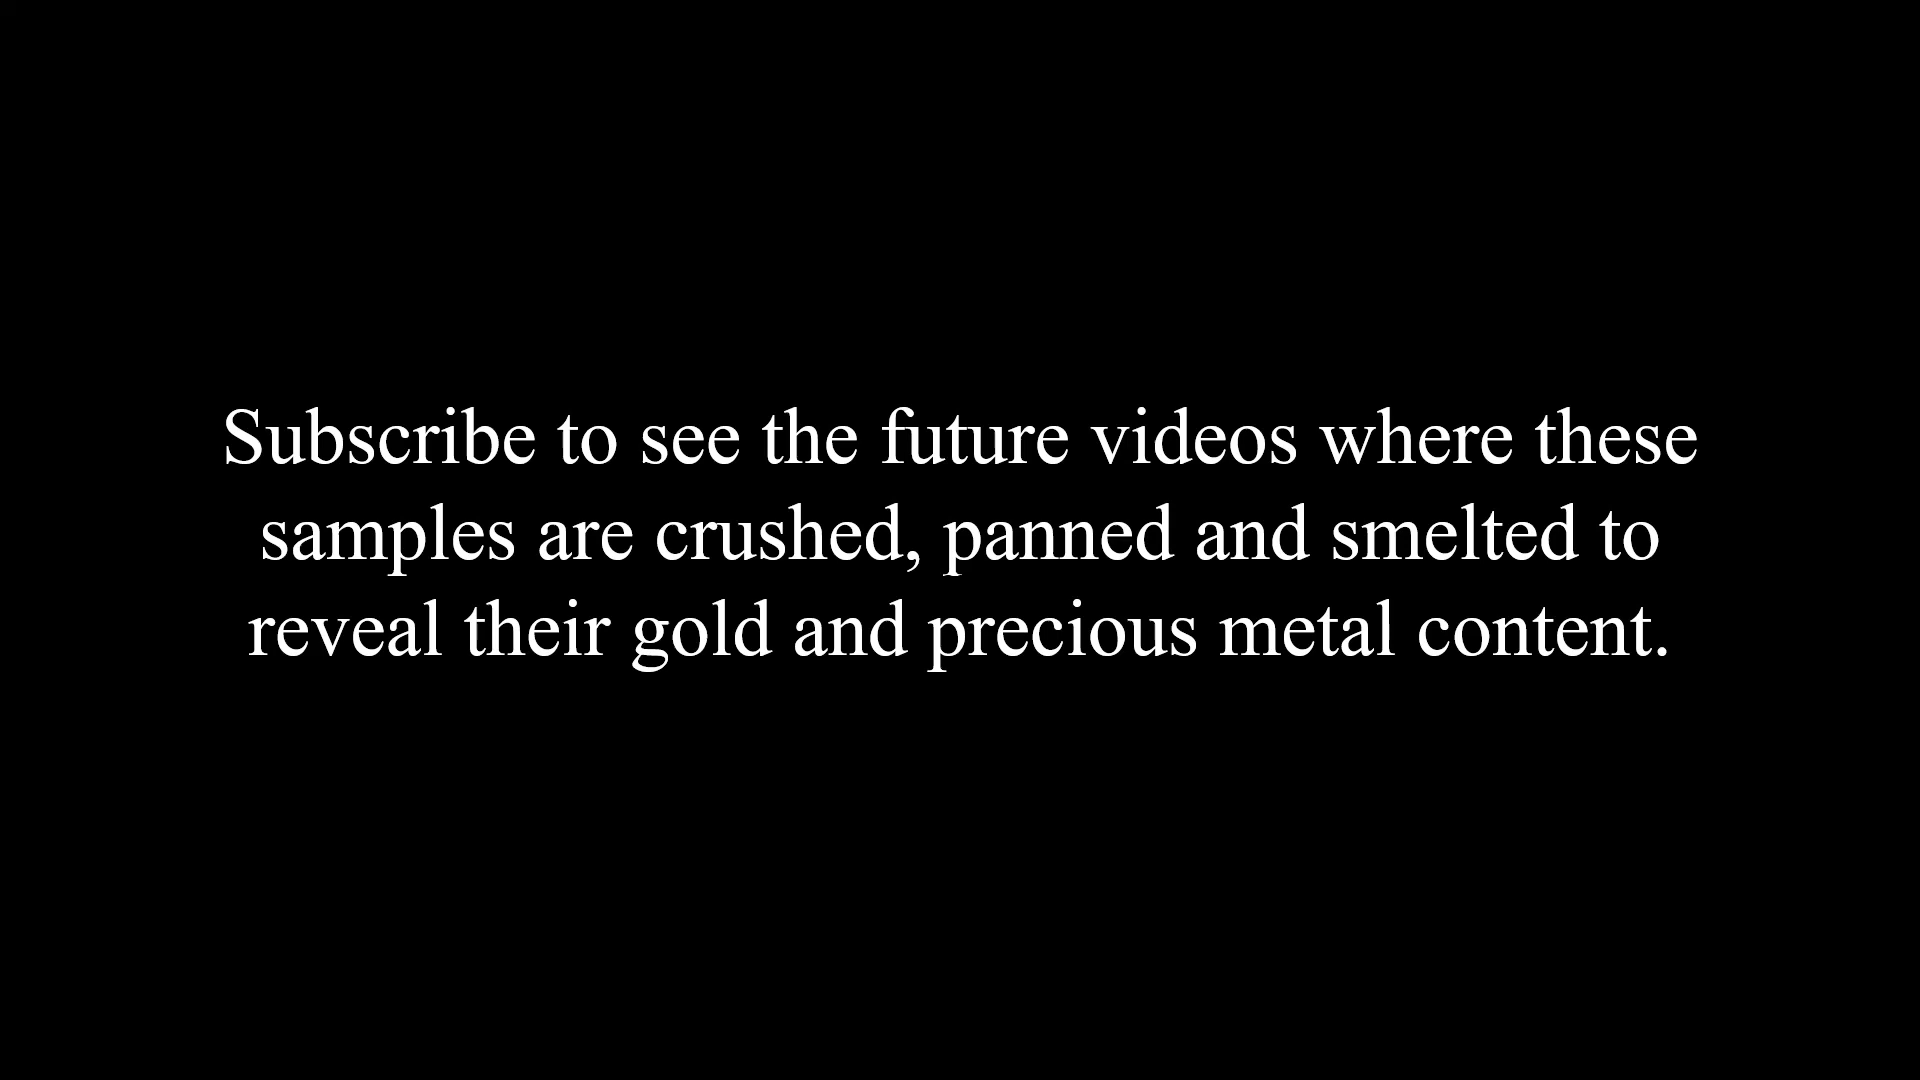 Subscribe to see the future videos where these
samples are crushed, panned and smelted to
reveal their gold and precious metal content.